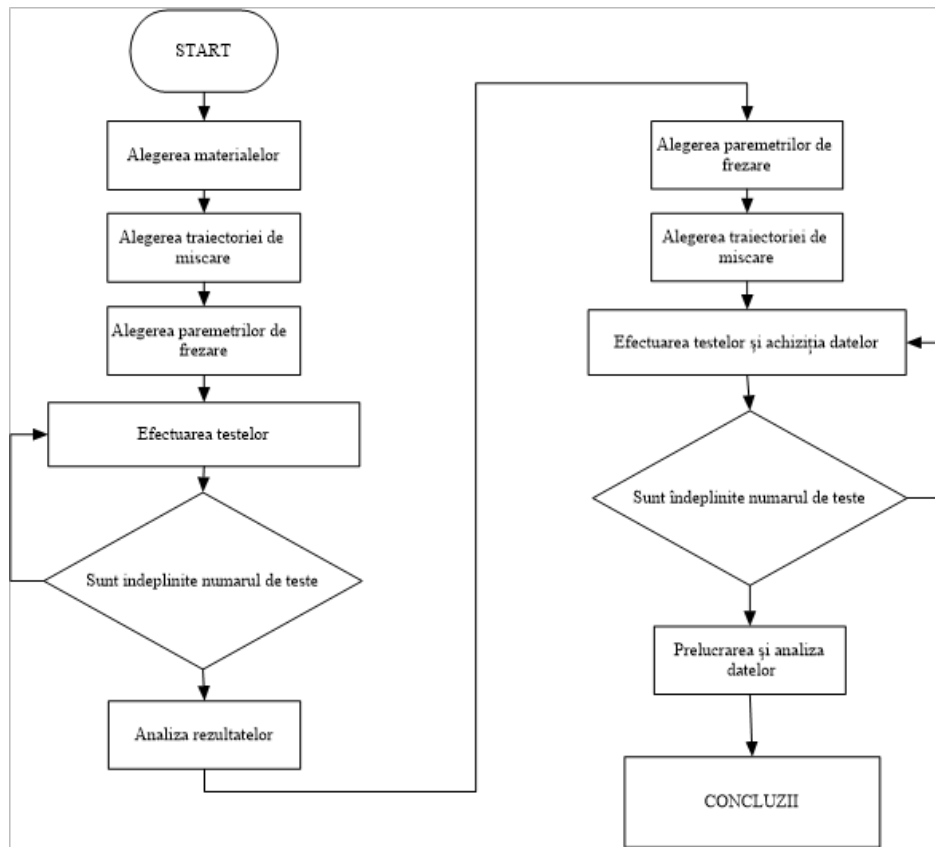 START
Alegerea materialelor
Alegerea traiectoriei de
miscare
Alegerea paremetrilor de
frezare
Efectuarea testelor
Sunt indeplinite numarul de teste
Analiza rezultatelor
Alegerea paremetrilor de
frezare
Alegerea traiectoriei de
miscare
Efectuarea testelor și achiziția datelor
Sunt îndeplinite numarul de teste
Prelucrarea și analiza
datelor
CONCLUZII